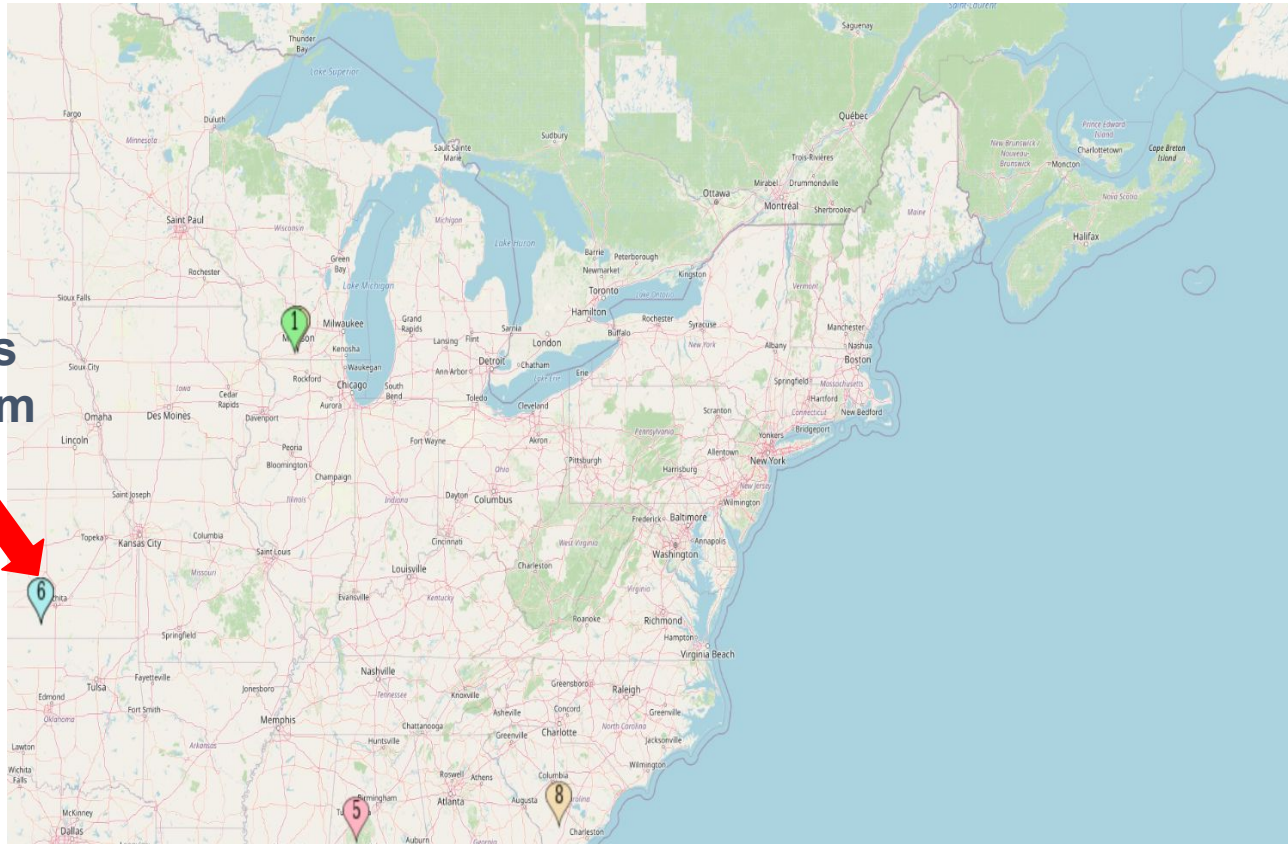 Saint-Laurent
Saguenay
Thunder
Bay
Lake Superior
Fargo
Duluth
Québec
Minnesota
Sudbury
Sault Sainte
Marie
Prince Edward
Island
Charlottetown
Cape Breton
Island
New Brunswick /
Nouveau-
Brunswick
Moncton
Trois-Rivières
Ottawa
Mirabel
Drummondville
Montréal
Sherbrooke
Nova Scotia
Maine
Halifax
Saint Paul
Wisconsin
Michigan
Lake Huron
Green
Bay
Barrie
Peterborough
Newmarket
Kingston
Toronto
Lake Ontario
Vermont
Rochester
Lake Michigan
Sioux Falls
Hamilton
Rochester
Syracuse
Buffalo
New York
Manchester
Nashua
1
Milwaukee
Grand
Rapids
Lansing
Flint
Sarnia
London
Albany
Boston
s
Kenosha
Waukegan
Detroit
Chatham
Ann Arbor
Lake Erie
Erie
Springfield
Massachusetts
Sioux City
Rockford
Chicago
South
Bend
Toledo
Cleveland
Hartford
Iowa
Cedar
Rapids
Aurora
Scranton
Connecticut
New Bedford
m
Omaha
Des Moines
Davenport
Bridgeport
Lincoln
Fort Wayne
Akron
Pennsylvania
Yonkers
Allentown
New York
Peoria
Bloomington
Pittsburgh
Harrisburg
Champaign
Ohio
New Jersey
Saint Joseph
Illinois
Indiana
Dayton
Columbus
Wilmington
Frederick
Baltimore
Topeka
Kansas City
Columbia
Cincinnati
West Virginia
Annapolis
Saint Louis
Washington
Missouri
Louisville
Charleston
6
hita
Evansville
Kentucky
Virginia
Roanoke
Richmond
Springfield
Hampton
Virginia Beach
Nashville
Fayetteville
Tulsa
Jonesboro
Greensboro
Edmond
Tennessee
Knoxville
Raleigh
Oklahoma
Fort Smith
Memphis
Asheville
Concord
Greenville
Chattanooga
Greenville
Charlotte
North Carolina
Lawton
Arkansas
Huntsville
Jacksonville
Wichita
Falls
Roswell
Athens
Columbia
Wilmington
5
Birmingham
Atlanta
Augusta
8
rolina
McKinney
Dallas
Auburn
Georgia
Charleston